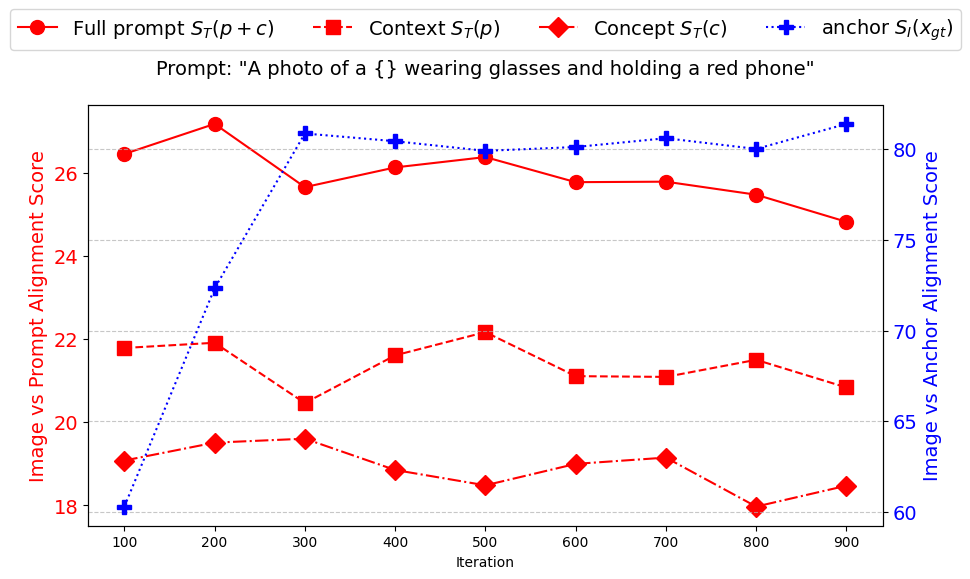 Full prompt S_T(p + c) Context S_T(p) Concept S_T(c) anchor S_I(x_gt)
Prompt: "A photo of a {} wearing glasses and holding a red phone"
Image vs Prompt Alignment Score
26
24
22
20
18
80
75
70
65
60
Image vs Anchor Alignment Score
100 200 300 400 500 600 700 800 900
Iteration